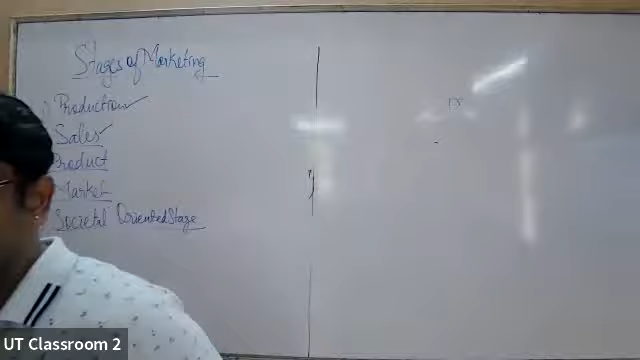 Stages of Marketing
Production
Sales
Product
Market
Societal Oriented Stage
UT Classroom 2